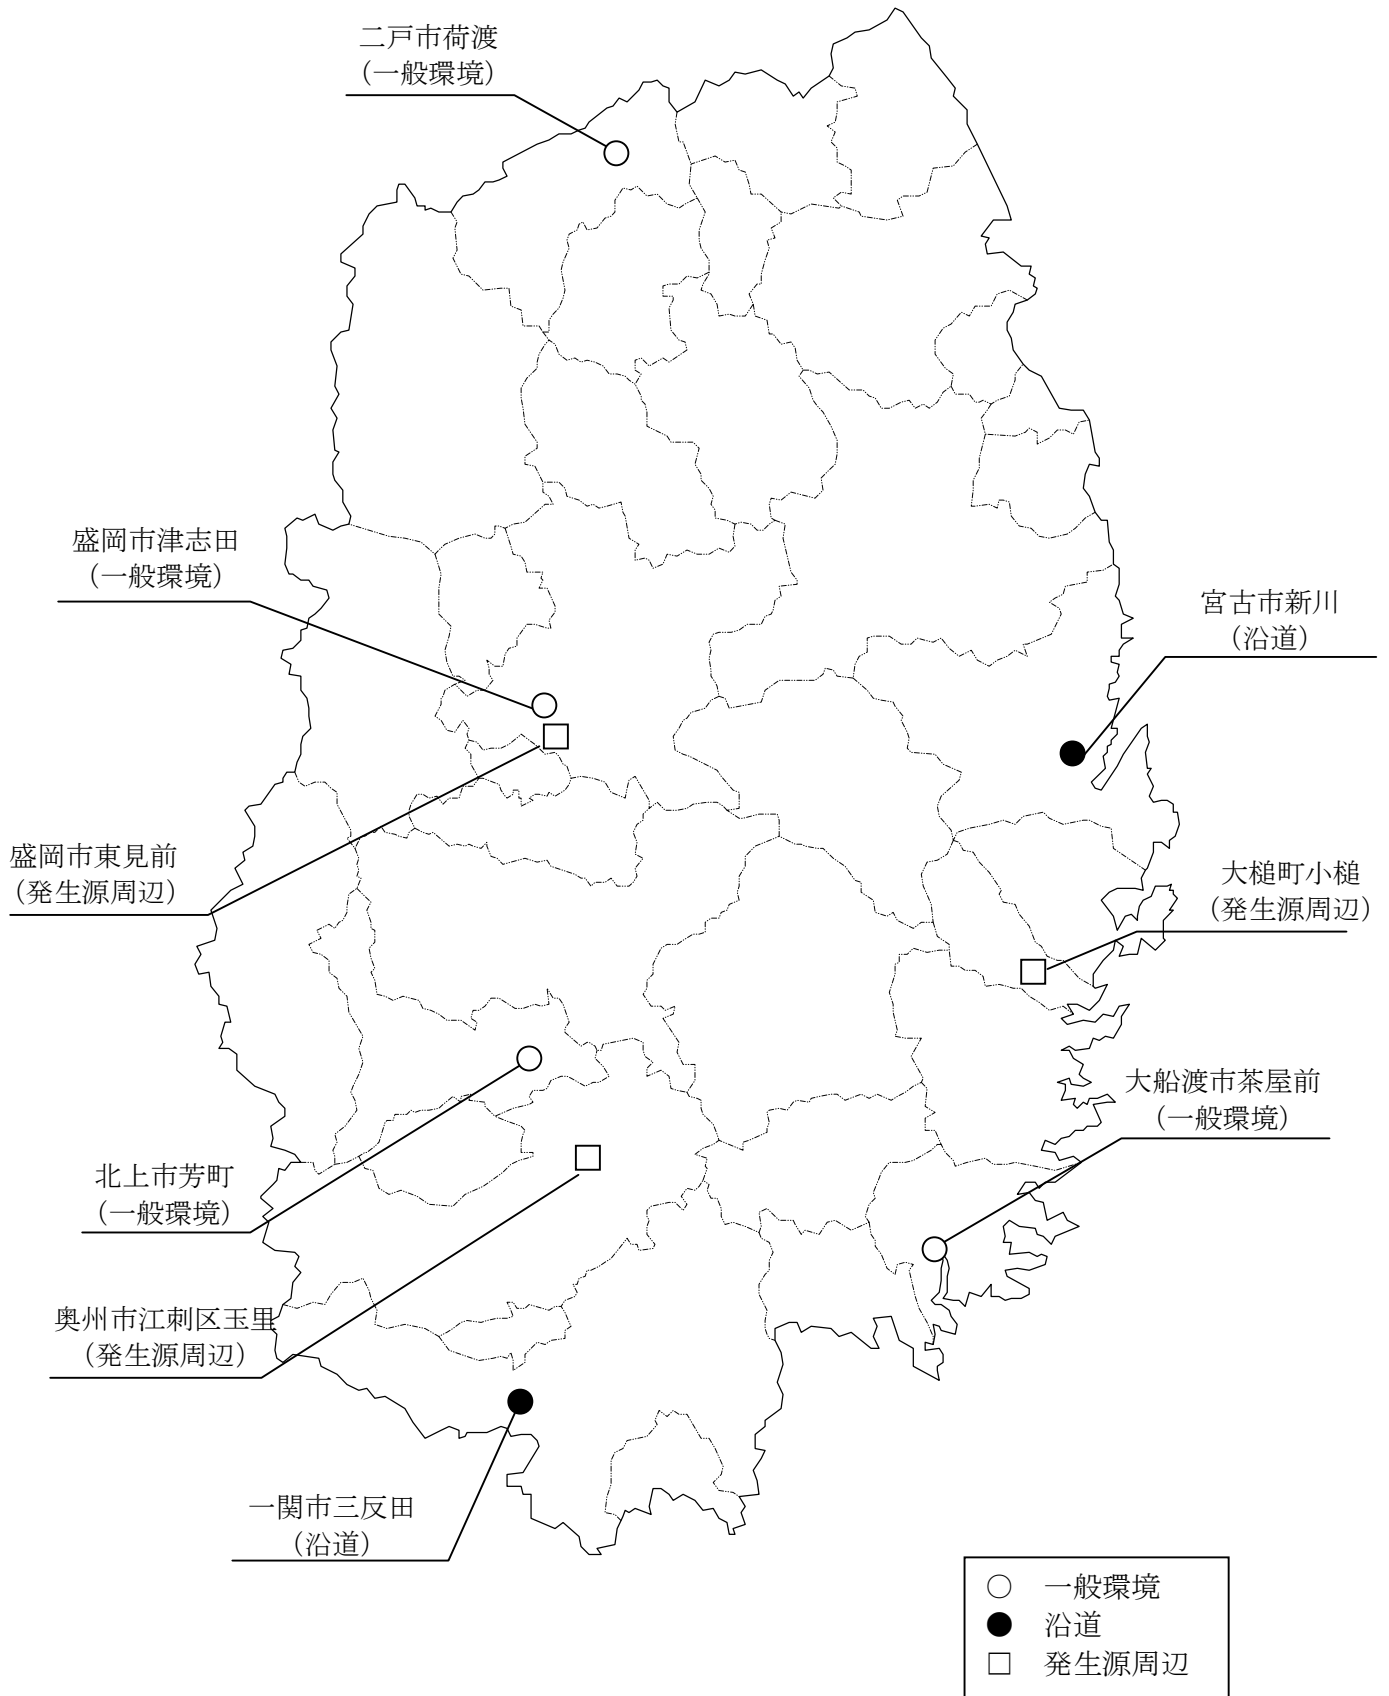 二戸市荷渡
(一般環境)
盛岡市津志田
(一般環境)
宮古市新川
(沿道)
盛岡市東見前
(発生源周辺)
大槌町小槌
(発生源周辺)
大船渡市茶屋前
(一般環境)
北上市芳町
(一般環境)
奥州市江刺区玉里
(発生源周辺)
一関市三反田
(沿道)
○ 一般環境
● 沿道
□ 発生源周辺